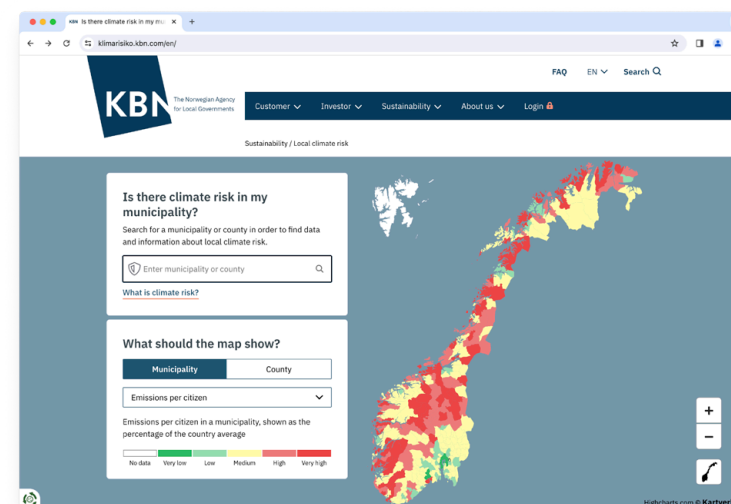 KBN Is there climate risk in my mu
klimarisiko.kbn.com/en/
FAQ EN Search
KBN
The Norwegian Agency
for Local Governments
Customer Investor Sustainability About us Login
Sustainability / Local climate risk
Is there climate risk in my
municipality?
Search for a municipality or county in order to find data
and information about local climate risk.
Enter municipality or county
What is climate risk?
What should the map show?
Municipality County
Emissions per citizen
Emissions per citizen in a municipality, shown as the
percentage of the country average
No data Very low Low Medium High Very high
Highcharts.com © Kartver